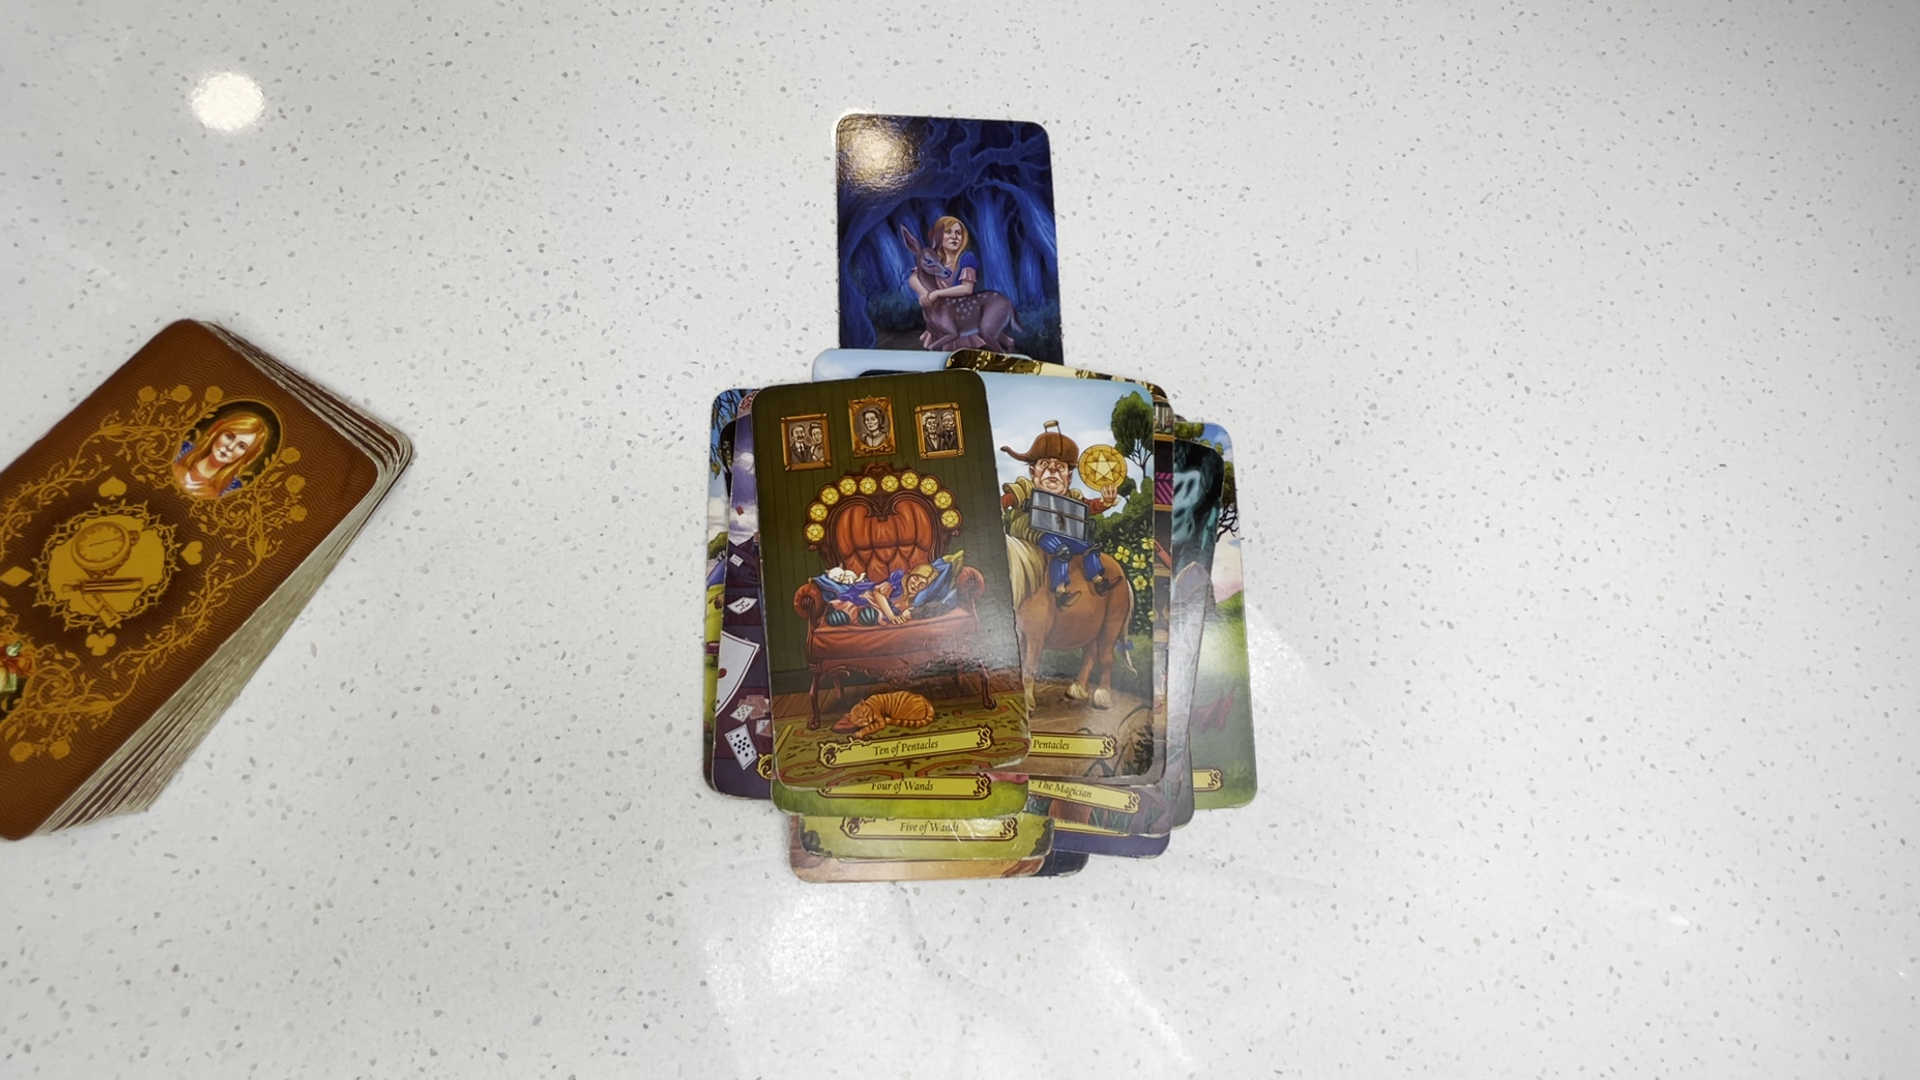 Ten of Pentacles
Pentacles
Four of Wands
The Magician
Five of Wands